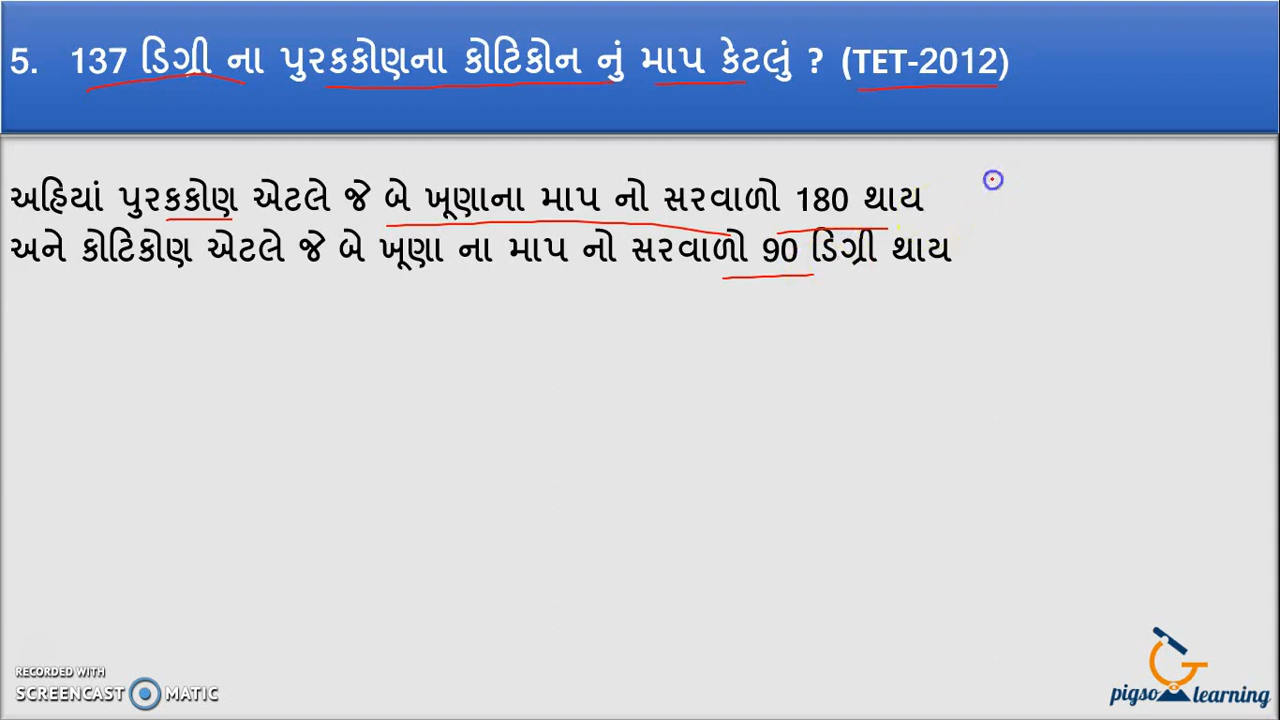 5. 137 ડિગ્રી ના પુરકકોણના કોટિકોન નું માપ કેટલું ? (TET-2012)
અહિયાં પુરકકોણ એટલે જે બે ખૂણાના માપ નો સરવાળો 180 થાય
અને કોટિકોણ એટલે જે બે ખૂણા ના માપ નો સરવાળો 90 ડિગ્રી થાય
RECORDED WITH
SCREENCAST MATIC
pigso learning